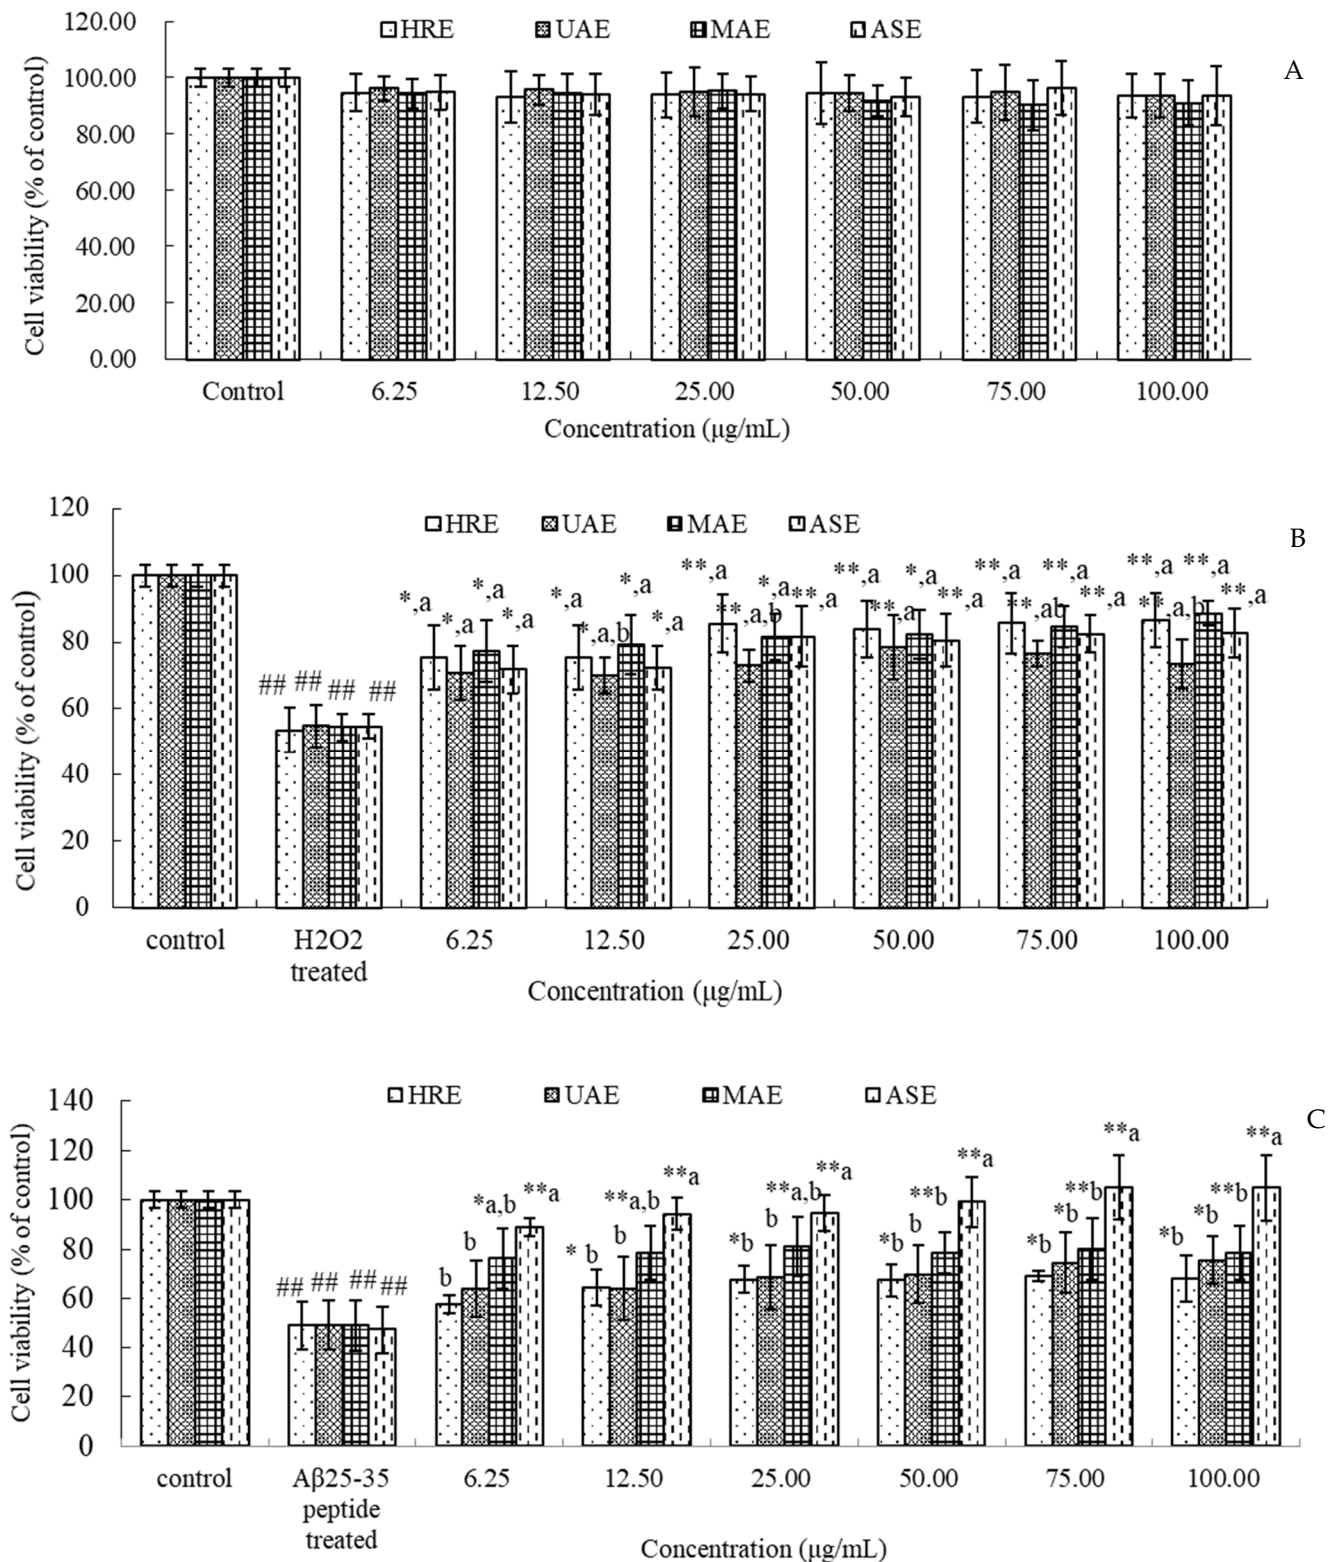 HRE UAE MAE ASE
A
Cell viability (% of control)
120.00
100.00
80.00
60.00
40.00
20.00
0.00
Control 6.25 12.50 25.00 50.00 75.00 100.00
Concentration (μg/mL)
HRE UAE MAE ASE
B
Cell viability (% of control)
120
100
80
60
40
20
0
## ## ## ##
*,a *,a *,a *,a
*,a *,a,b *,a *,a
**,a **,a,b *,a **,a
**,a **,a *,a **,a
**,a **,ab **,a **,a
**,a **,a,b **,a **,a
control H2O2 6.25 12.50 25.00 50.00 75.00 100.00
treated
Concentration (μg/mL)
HRE UAE MAE ASE
C
Cell viability (% of control)
140
120
100
80
60
40
20
0
## ## ## ##
b b *a,b **a
* b b **a,b **a
*b b **a,b **a
*b b **b **a
*b *b **b **a
*b *b **b **a
control Aβ25-35 6.25 12.50 25.00 50.00 75.00 100.00
peptide
treated
Concentration (μg/mL)